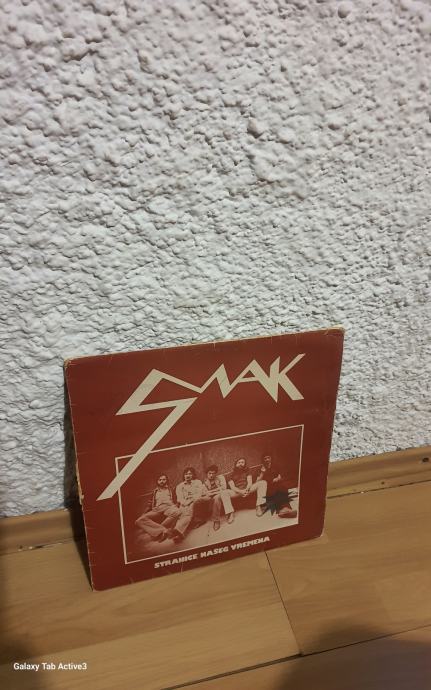 SMAK
STRANICE NAŠEG VREMENA
Galaxy Tab Active3